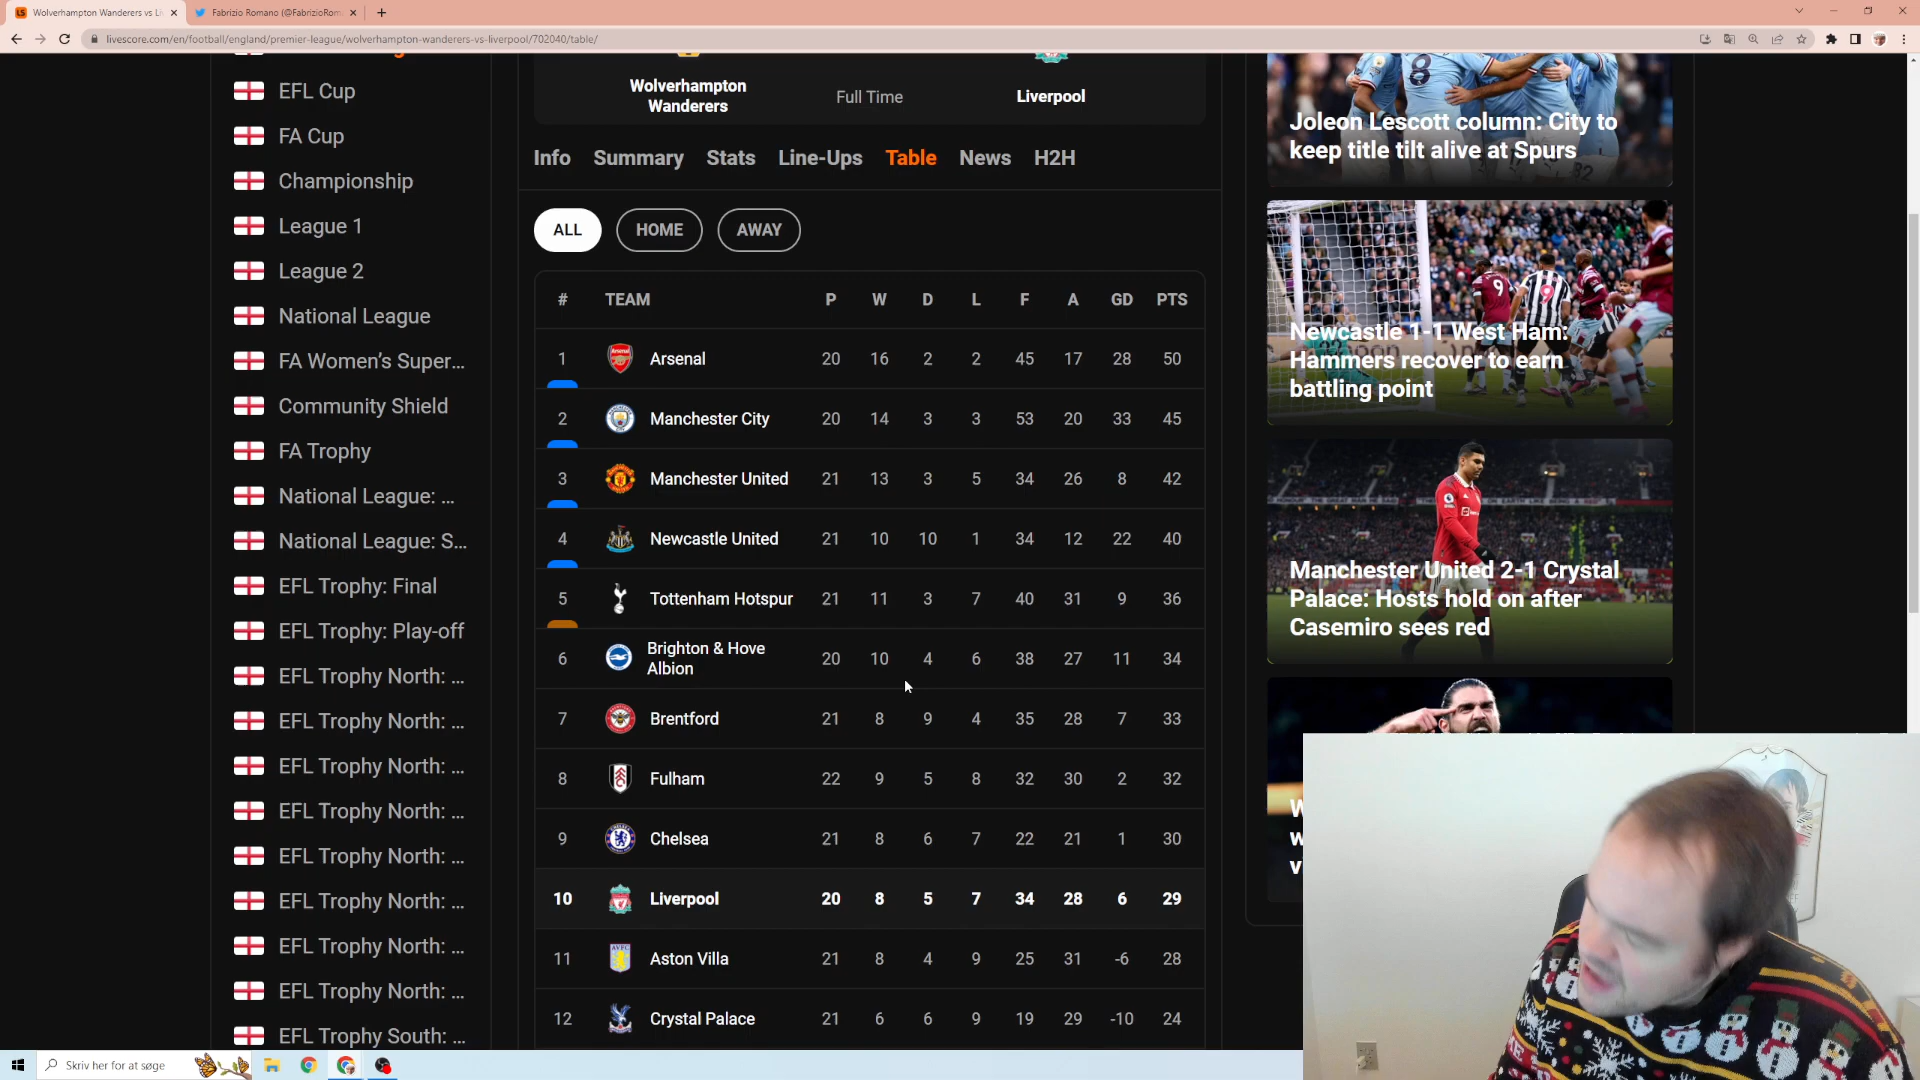 Wolverhampton Wanderers vs Li
Fabrizio Romano (@FabrizioRom
livescore.com/en/football/england/premier-league/wolverhampton-wanderers-vs-liverpool/702040/table/
EFL Cup
FA Cup
Championship
League 1
League 2
National League
FA Women's Super...
Community Shield
FA Trophy
National League: ...
National League: S...
EFL Trophy: Final
EFL Trophy: Play-off
EFL Trophy North: ...
EFL Trophy North: ...
EFL Trophy North: ...
EFL Trophy North: ...
EFL Trophy North: ...
EFL Trophy North: ...
EFL Trophy North: ...
EFL Trophy North: ...
EFL Trophy South: ...
Wolverhampton
Wanderers
Full Time
Liverpool
Info Summary Stats Line-Ups Table News H2H
ALL HOME AWAY
# TEAM P W D L F A GD PTS
1 Arsenal 20 16 2 2 45 17 28 50
2 Manchester City 20 14 3 3 53 20 33 45
3 Manchester United 21 13 3 5 34 26 8 42
4 Newcastle United 21 10 10 1 34 12 22 40
5 Tottenham Hotspur 21 11 3 7 40 31 9 36
6 Brighton & Hove Albion 20 10 4 6 38 27 11 34
7 Brentford 21 8 9 4 35 28 7 33
8 Fulham 22 9 5 8 32 30 2 32
9 Chelsea 21 8 6 7 22 21 1 30
10 Liverpool 20 8 5 7 34 28 6 29
11 Aston Villa 21 8 4 9 25 31 -6 28
12 Crystal Palace 21 6 6 9 19 29 -10 24
Joleon Lescott column: City to
keep title tilt alive at Spurs
Newcastle 1-1 West Ham:
Hammers recover to earn
battling point
Manchester United 2-1 Crystal
Palace: Hosts hold on after
Casemiro sees red
Skriv her for at søge